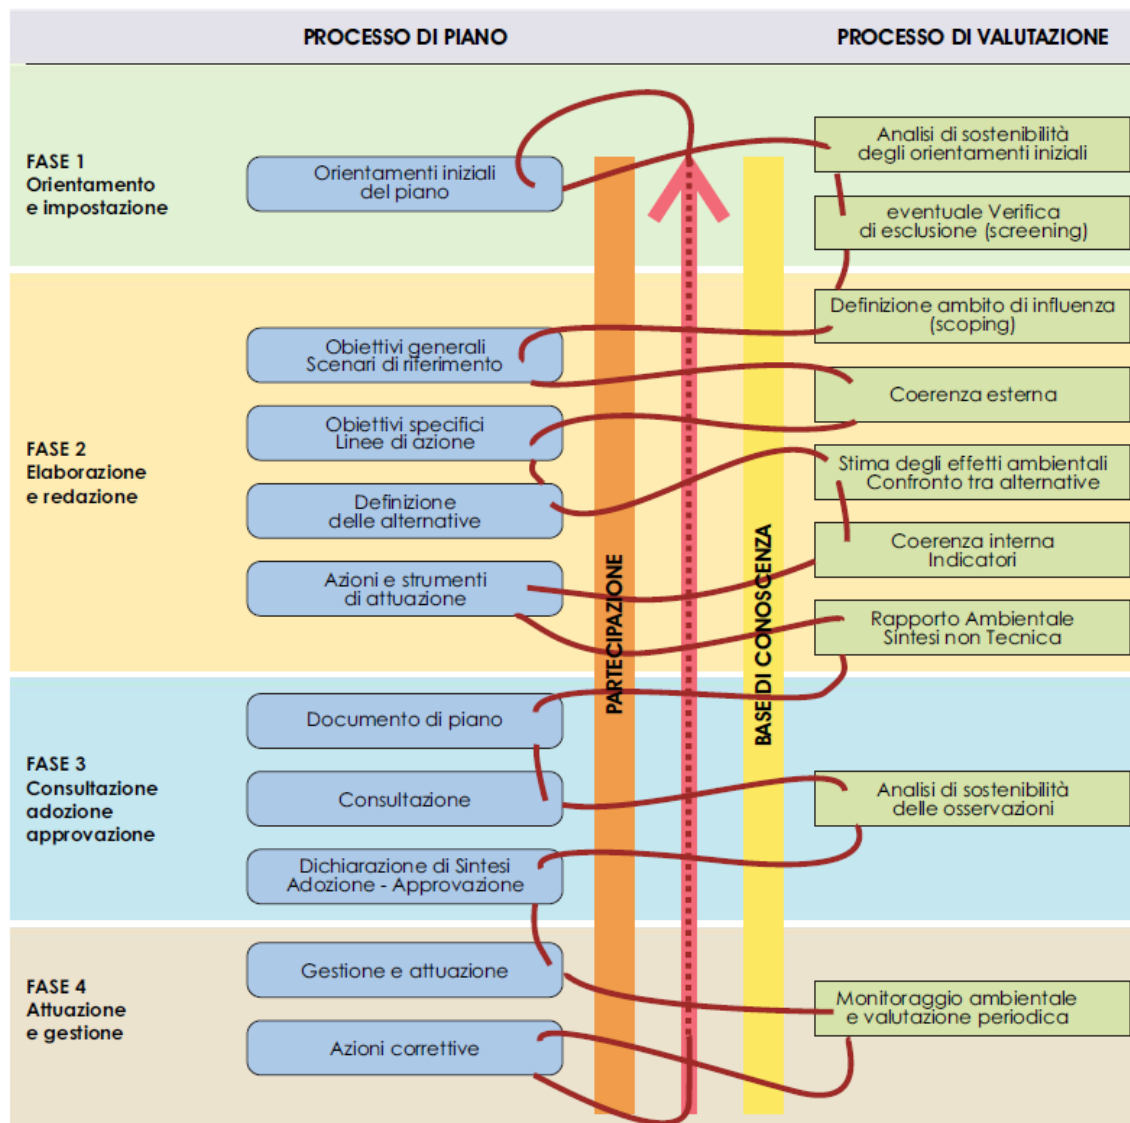 PROCESSO DI PIANO
PROCESSO DI VALUTAZIONE
FASE 1
Orientamento
e impostazione
Orientamenti iniziali
del piano
Analisi di sostenibilità
degli orientamenti iniziali
eventuale Verifica
di esclusione (screening)
FASE 2
Elaborazione
e redazione
Obiettivi generali
Scenari di riferimento
Obiettivi specifici
Linee di azione
Definizione
delle alternative
Azioni e strumenti
di attuazione
Definizione ambito di influenza
(scoping)
Coerenza esterna
Stima degli effetti ambientali
Confronto tra alternative
Coerenza interna
Indicatori
Rapporto Ambientale
Sintesi non Tecnica
PARTECIPAZIONE
BASE DI CONOSCENZA
FASE 3
Consultazione
adozione
approvazione
Documento di piano
Consultazione
Dichiarazione di Sintesi
Adozione - Approvazione
Analisi di sostenibilità
delle osservazioni
FASE 4
Attuazione
e gestione
Gestione e attuazione
Azioni correttive
Monitoraggio ambientale
e valutazione periodica